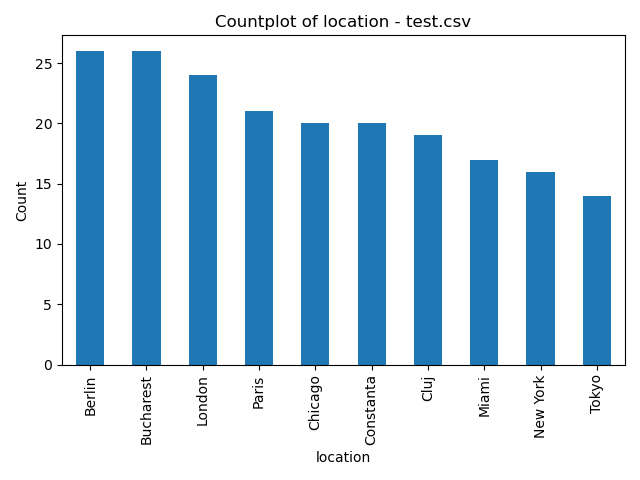 Countplot of location - test.csv
Count
25
20
15
10
5
0
Berlin
Bucharest
London
Paris
Chicago
Constanta
Cluj
Miami
New York
Tokyo
location